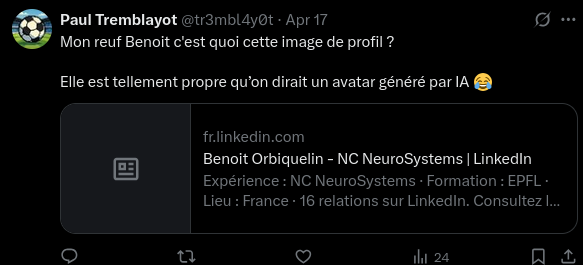 Paul Tremblayot @tr3mbl4y0t · Apr 17
Mon reuf Benoit c'est quoi cette image de profil ?
Elle est tellement propre qu’on dirait un avatar généré par IA 😂
fr.linkedin.com
Benoit Orbiquelin - NC NeuroSystems | LinkedIn
Expérience : NC NeuroSystems · Formation : EPFL ·
Lieu : France · 16 relations sur LinkedIn. Consultez l...
24